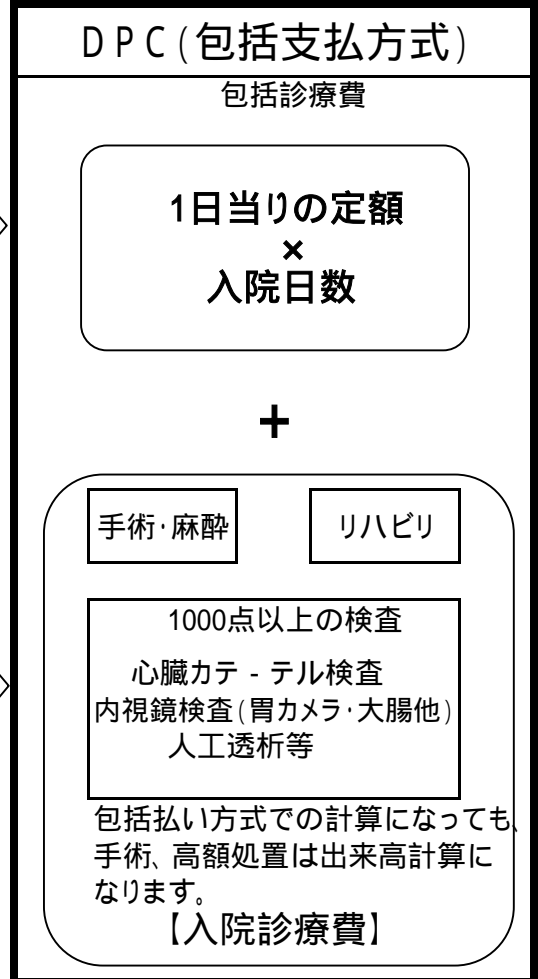 DPC(包括支払方式)
包括診療費
1日当りの定額
×
入院日数
+
手術・麻酔
リハビリ
1000点以上の検査
心臓カテ-テル検査
内視鏡検査(胃カメラ・大腸他)
人工透析等
包括払い方式での計算になっても、
手術、高額処置は出来高計算に
なります。
【入院診療費】